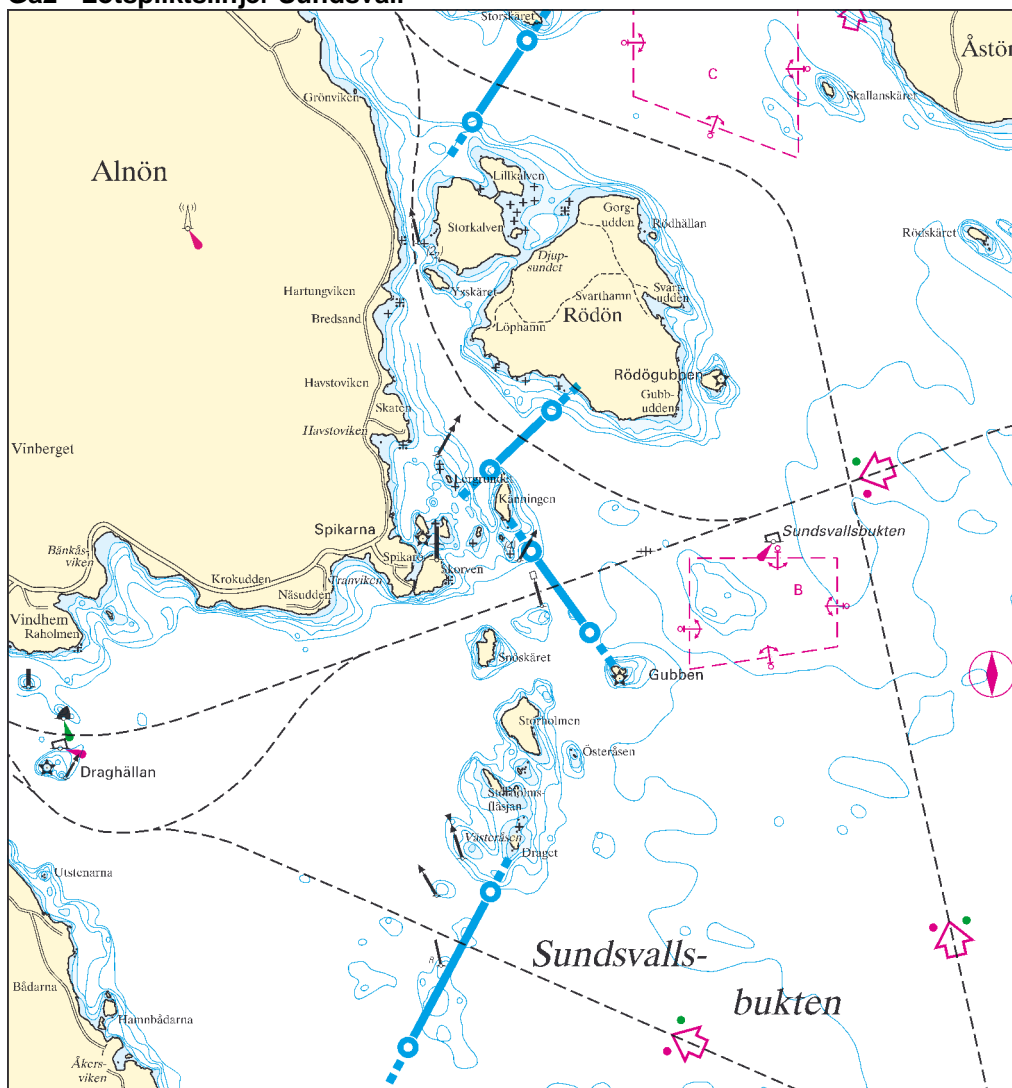 Storskäret
Åstön
C
Skallanskäret
Grönviken
Alnön
Lillkalven
Gorg-
udden
Rödhällan
Storkalven
Rödskäret
Djup-
sundet
Yxskäret
Hartungviken
Svarthamn
Svart-
udden
Bredsand
Löphamn
Rödön
Havstoviken
Rödögubben
Gubb-
udden
Skaten
Havstoviken
Vinberget
Känningen
Spikarna
Sundsvallsbukten
Bänkås-
viken
Krokudden
Tranviken
Skorven
B
Näsudden
Vindhem
Raholmen
Snöskäret
Gubben
Storholmen
Österåsen
Draghällan
Storholms-
flåsjan
Västeråsen
Draget
Utstenarna
Sundsvalls-
bukten
Bådarna
Hamnbådarna
Åkers-
viken